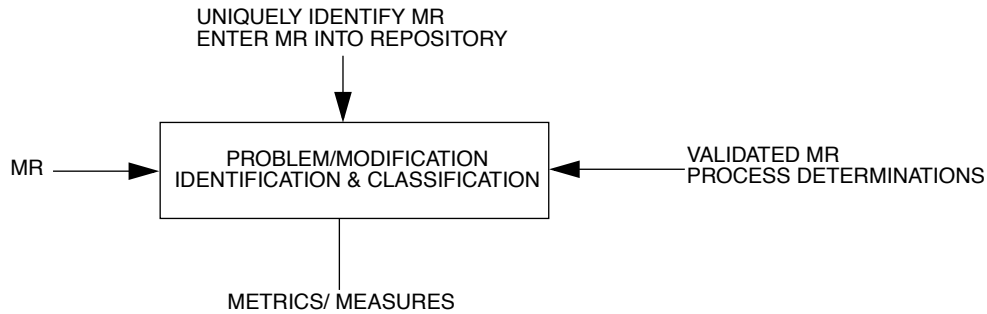 UNIQUELY IDENTIFY MR
ENTER MR INTO REPOSITORY
MR
PROBLEM/MODIFICATION
IDENTIFICATION & CLASSIFICATION
VALIDATED MR
PROCESS DETERMINATIONS
METRICS/ MEASURES